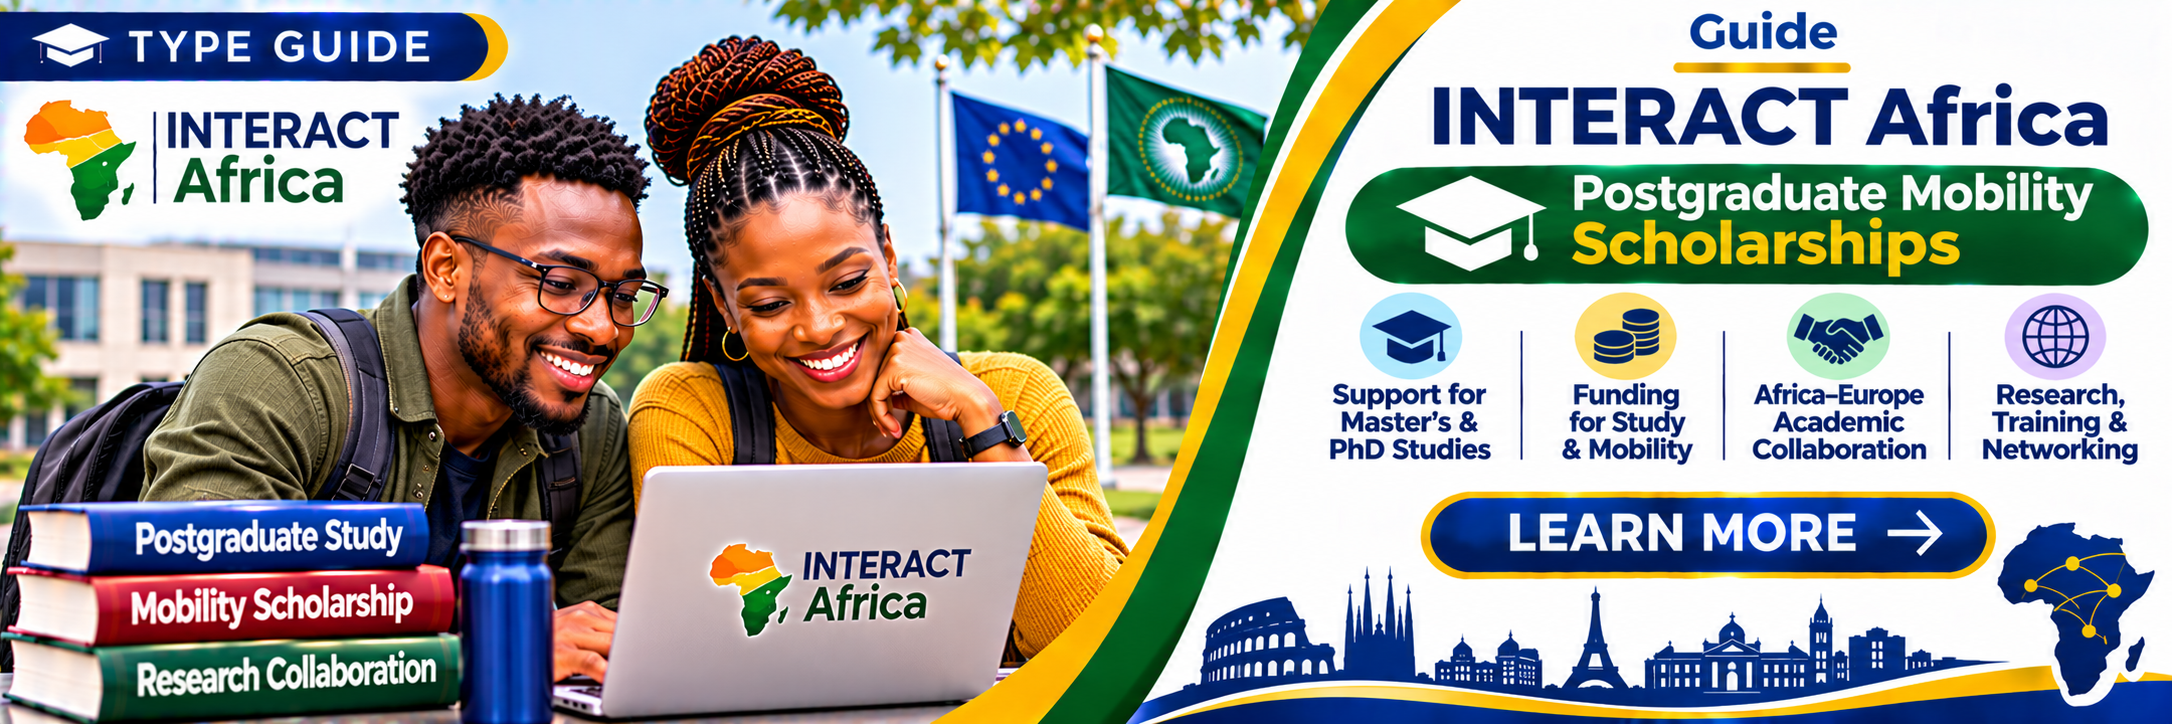 TYPE GUIDE
INTERACT
Africa
Postgraduate Study
Mobility Scholarship
Research Collaboration
INTERACT
Africa
Guide
INTERACT Africa
Postgraduate Mobility
Scholarships
Support for
Master's &
PhD Studies
Funding
for Study
& Mobility
Africa–Europe
Academic
Collaboration
Research,
Training &
Networking
LEARN MORE